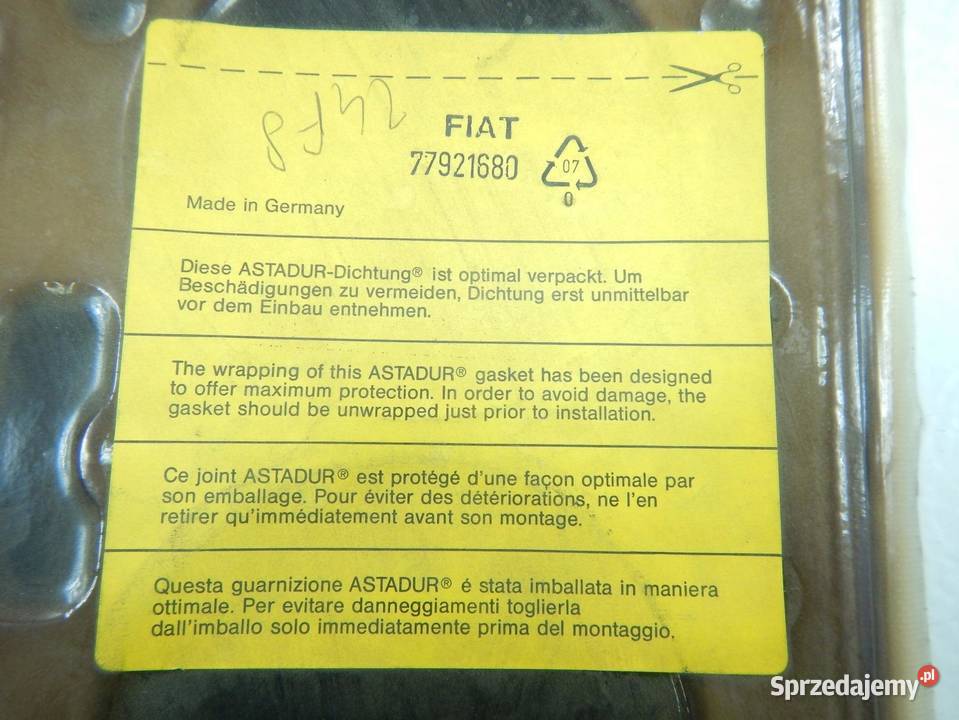 FIAT
77921680
07
0
Made in Germany
Diese ASTADUR-Dichtung® ist optimal verpackt. Um
Beschädigungen zu vermeiden, Dichtung erst unmittelbar
vor dem Einbau entnehmen.
The wrapping of this ASTADUR® gasket has been designed
to offer maximum protection. In order to avoid damage, the
gasket should be unwrapped just prior to installation.
Ce joint ASTADUR® est protégé d'une façon optimale par
son emballage. Pour éviter des détériorations, ne l'en
retirer qu'immédiatement avant son montage.
Questa guarnizione ASTADUR® é stata imballata in maniera
ottimale. Per evitare danneggiamenti toglierla
dall'imballo solo immediatamente prima del montaggio.
Sprzedajemy.pl